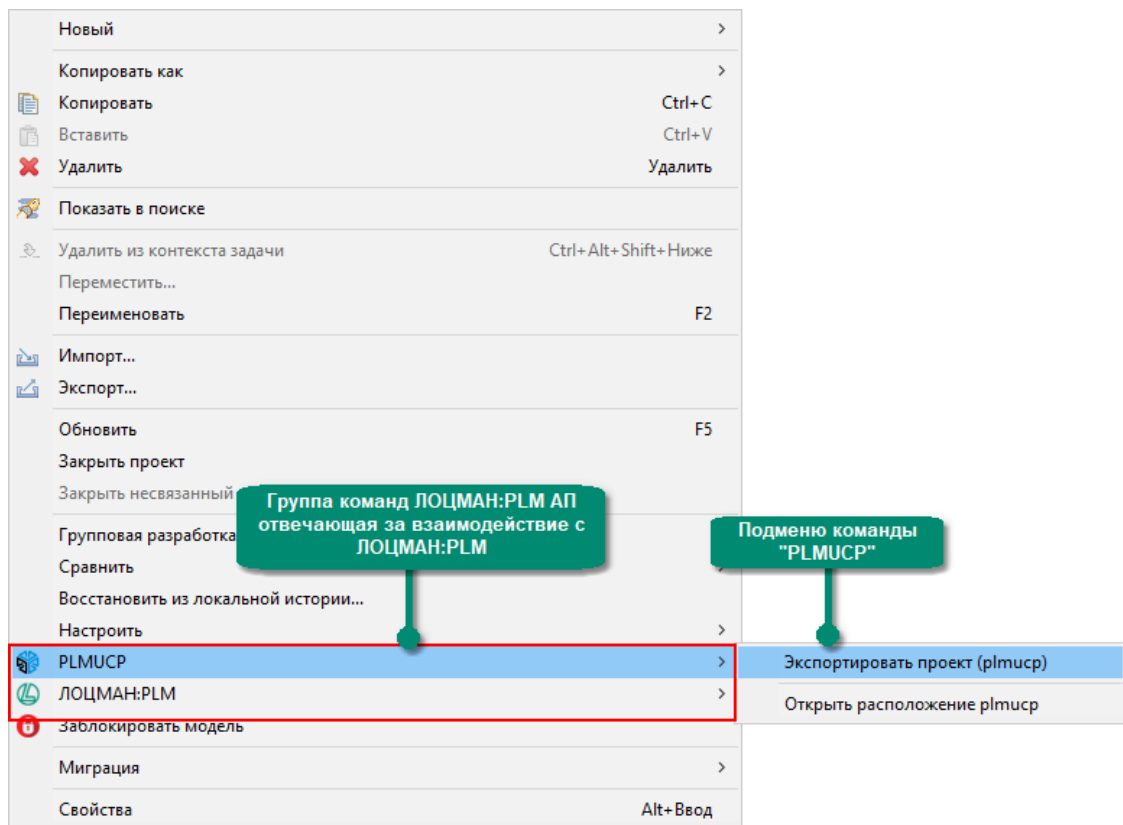 Новый
Копировать как
Копировать Ctrl+C
Вставить Ctrl+V
Удалить Удалить
Показать в поиске
Удалить из контекста задачи Ctrl+Alt+Shift+Ниже
Переместить...
Переименовать F2
Импорт...
Экспорт...
Обновить F5
Закрыть проект
Закрыть несвязанный
Группа команд ЛОЦМАН:PLM АП
отвечающая за взаимодействие с
ЛОЦМАН:PLM
Подменю команды
"PLMUCP"
Групповая разработка
Сравнить
Восстановить из локальной истории...
Настроить
PLMUCP
Экспортировать проект (plmucp)
ЛОЦМАН:PLM
Открыть расположение plmucp
Заблокировать модель
Миграция
Свойства Alt+Ввод